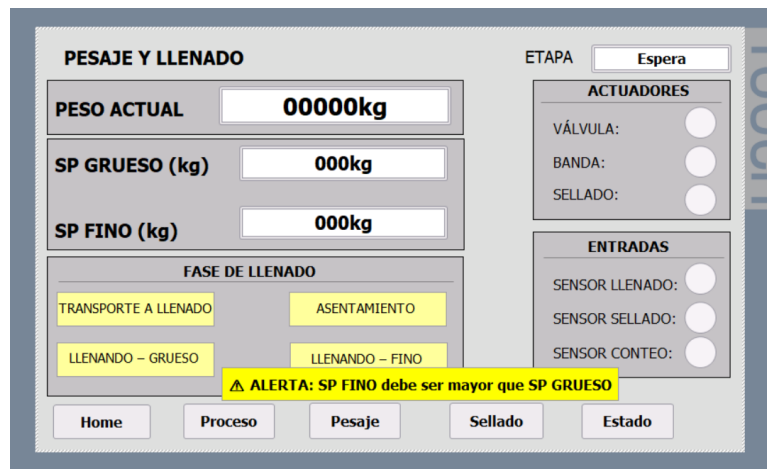 PESAJE Y LLENADO
ETAPA
Espera
PESO ACTUAL
00000kg
SP GRUESO (kg)
000kg
SP FINO (kg)
000kg
ACTUADORES
VÁLVULA:
BANDA:
SELLADO:
FASE DE LLENADO
TRANSPORTE A LLENADO
ASENTAMIENTO
LLENANDO – GRUESO
LLENANDO – FINO
ENTRADAS
SENSOR LLENADO:
SENSOR SELLADO:
SENSOR CONTEO:
⚠ ALERTA: SP FINO debe ser mayor que SP GRUESO
Home
Proceso
Pesaje
Sellado
Estado